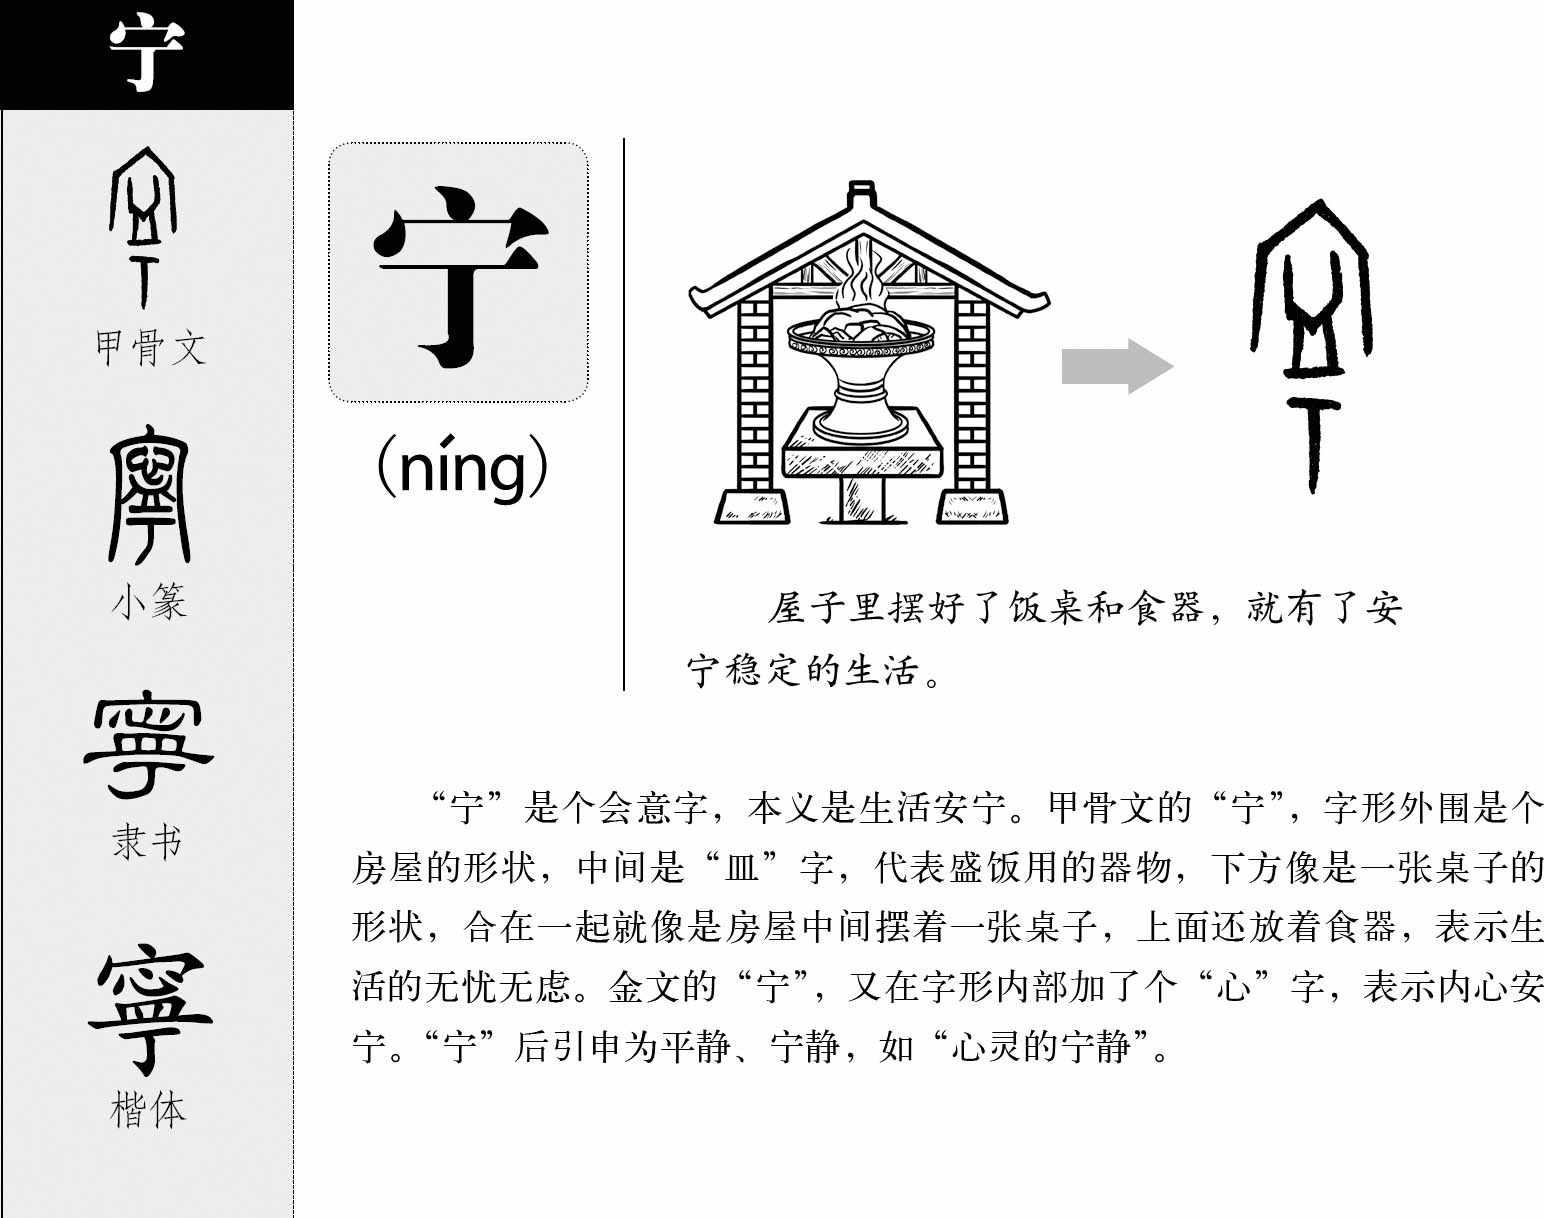 宁
甲骨文
小篆
寧
隶书
寧
楷体
宁
（níng）
屋子里摆好了饭桌和食器，就有了安
宁稳定的生活。
“宁”是个会意字，本义是生活安宁。甲骨文的“宁”，字形外围是个
房屋的形状，中间是“皿”字，代表盛饭用的器物，下方像是一张桌子的
形状，合在一起就像是房屋中间摆着一张桌子，上面还放着食器，表示生
活的无忧无虑。金文的“宁”，又在字形内部加了个“心”字，表示内心安
宁。“宁”后引申为平静、宁静，如“心灵的宁静”。